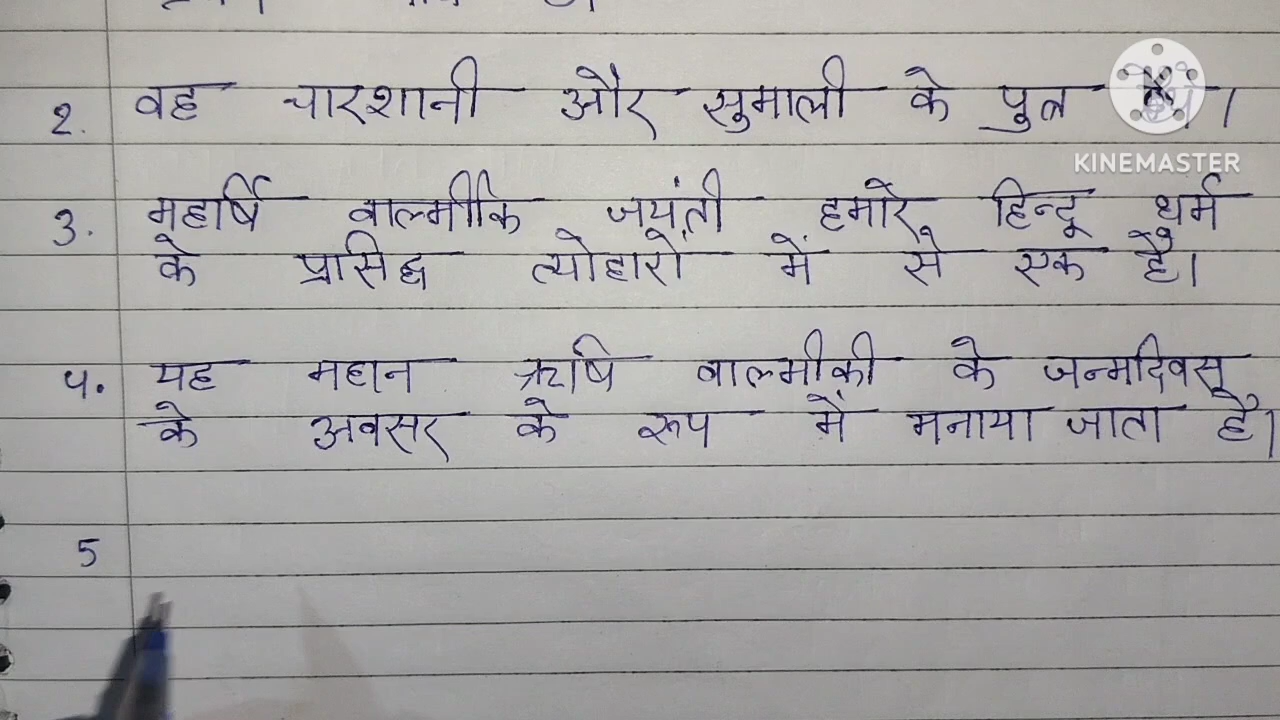 2. वह चारशानी और सुमाली के पुत्र
KINEMASTER
3. महर्षि वाल्मीकि जयंती हमारे हिन्दू धर्म
के प्रसिद्ध त्योहारों में से एक है।
4. यह महान ऋषि वाल्मीकी के जन्मदिवस
के अवसर के रूप में मनाया जाता है।
5